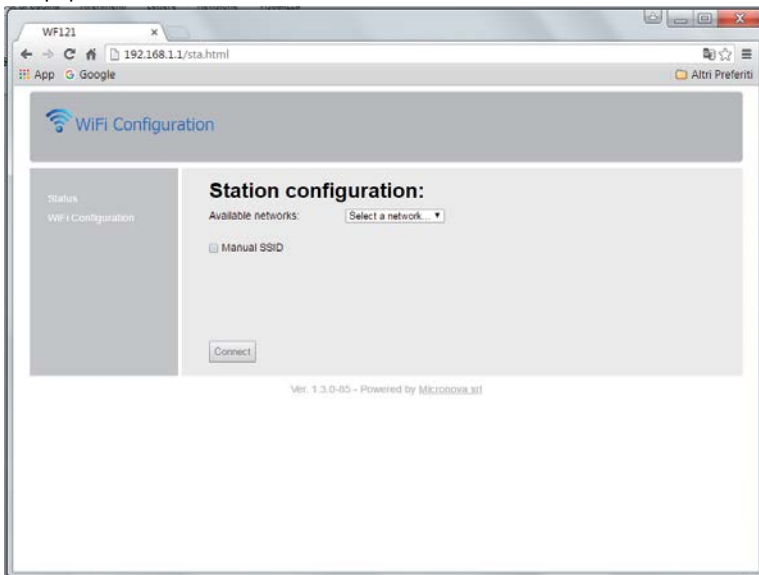 WF121
192.168.1.1/sta.html
App Google Altri Preferiti
WiFi Configuration
Status
WiFi Configuration
Station configuration:
Available networks: Select a network...
Manual SSID
Connect
Ver. 1.3.0-85 - Powered by Micronova srl